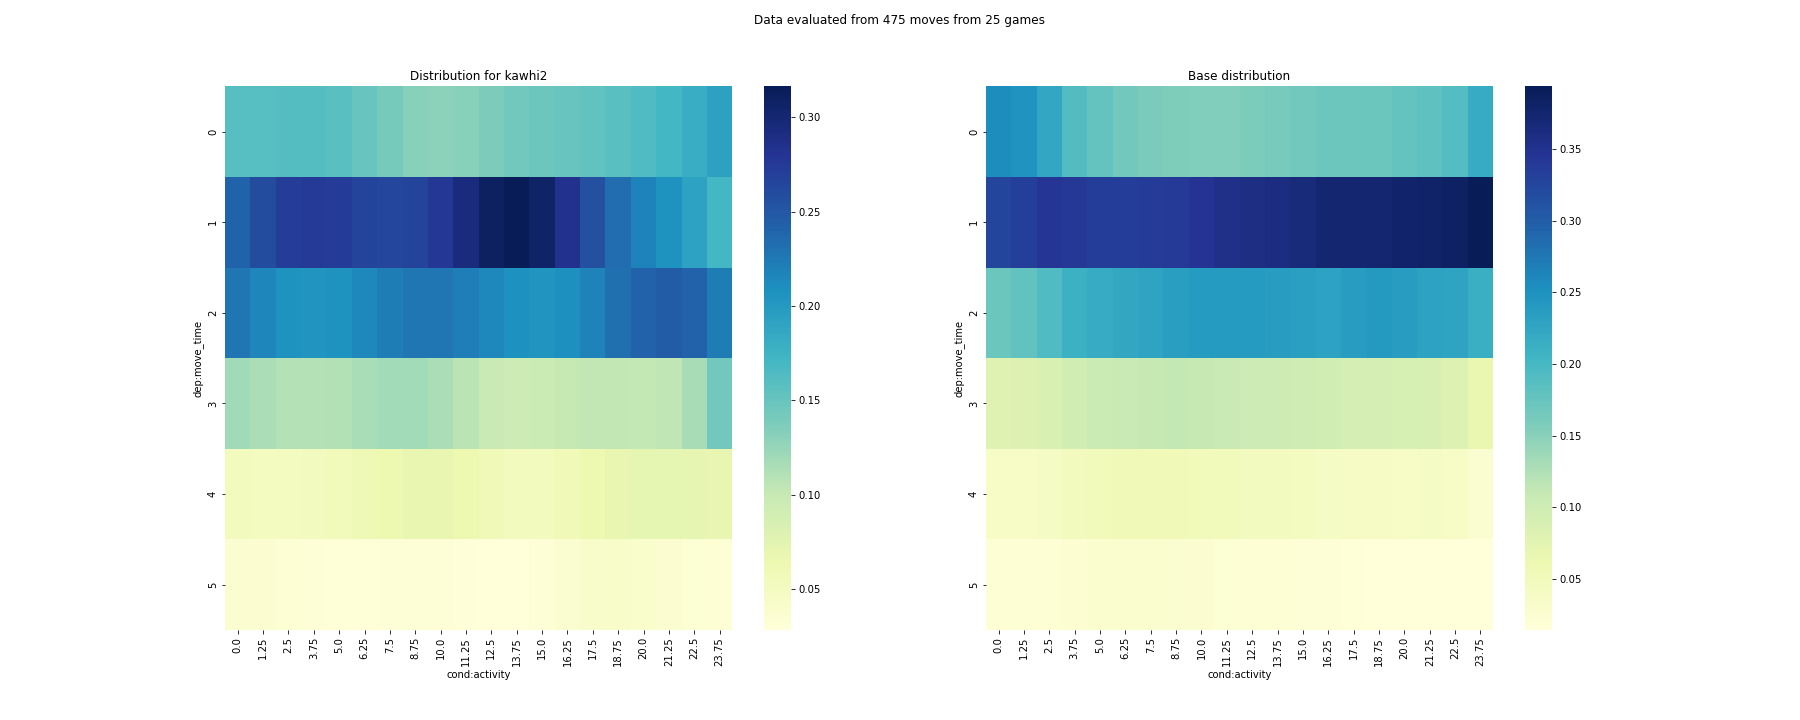 Data evaluated from 475 moves from 25 games
Distribution for kawhi2
dep:move_time
0
1
2
3
4
5
0.0 1.25 2.5 3.75 5.0 6.25 7.5 8.75 10.0 11.25 12.5 13.75 15.0 16.25 17.5 18.75 20.0 21.25 22.5 23.75
cond:activity
0.30
0.25
0.20
0.15
0.10
0.05
Base distribution
dep:move_time
0
1
2
3
4
5
0.0 1.25 2.5 3.75 5.0 6.25 7.5 8.75 10.0 11.25 12.5 13.75 15.0 16.25 17.5 18.75 20.0 21.25 22.5 23.75
cond:activity
0.35
0.30
0.25
0.20
0.15
0.10
0.05